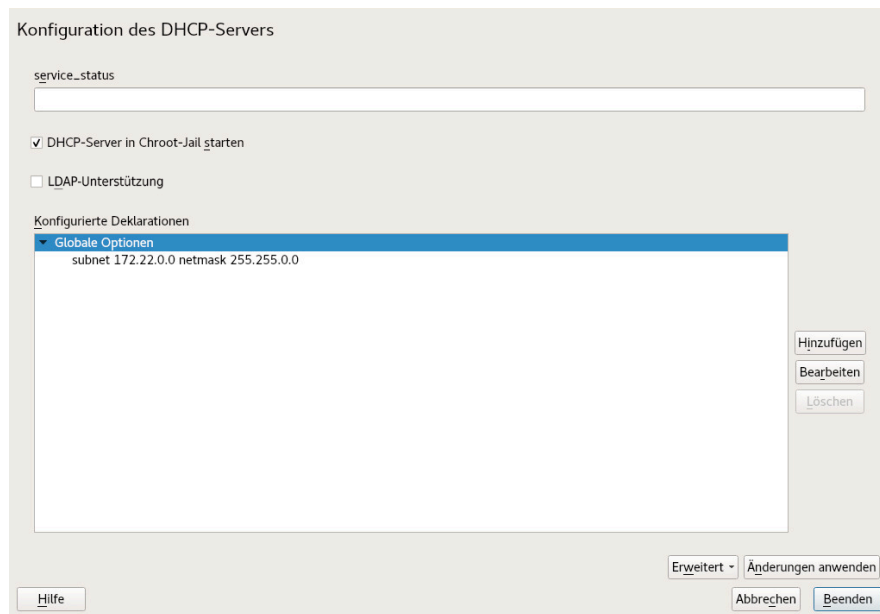 Konfiguration des DHCP-Servers
service_status
DHCP-Server in Chroot-Jail starten
LDAP-Unterstützung
Konfigurierte Deklarationen
Globale Optionen
subnet 172.22.0.0 netmask 255.255.0.0
Hinzufügen
Bearbeiten
Löschen
Erweitert
Änderungen anwenden
Hilfe
Abbrechen
Beenden